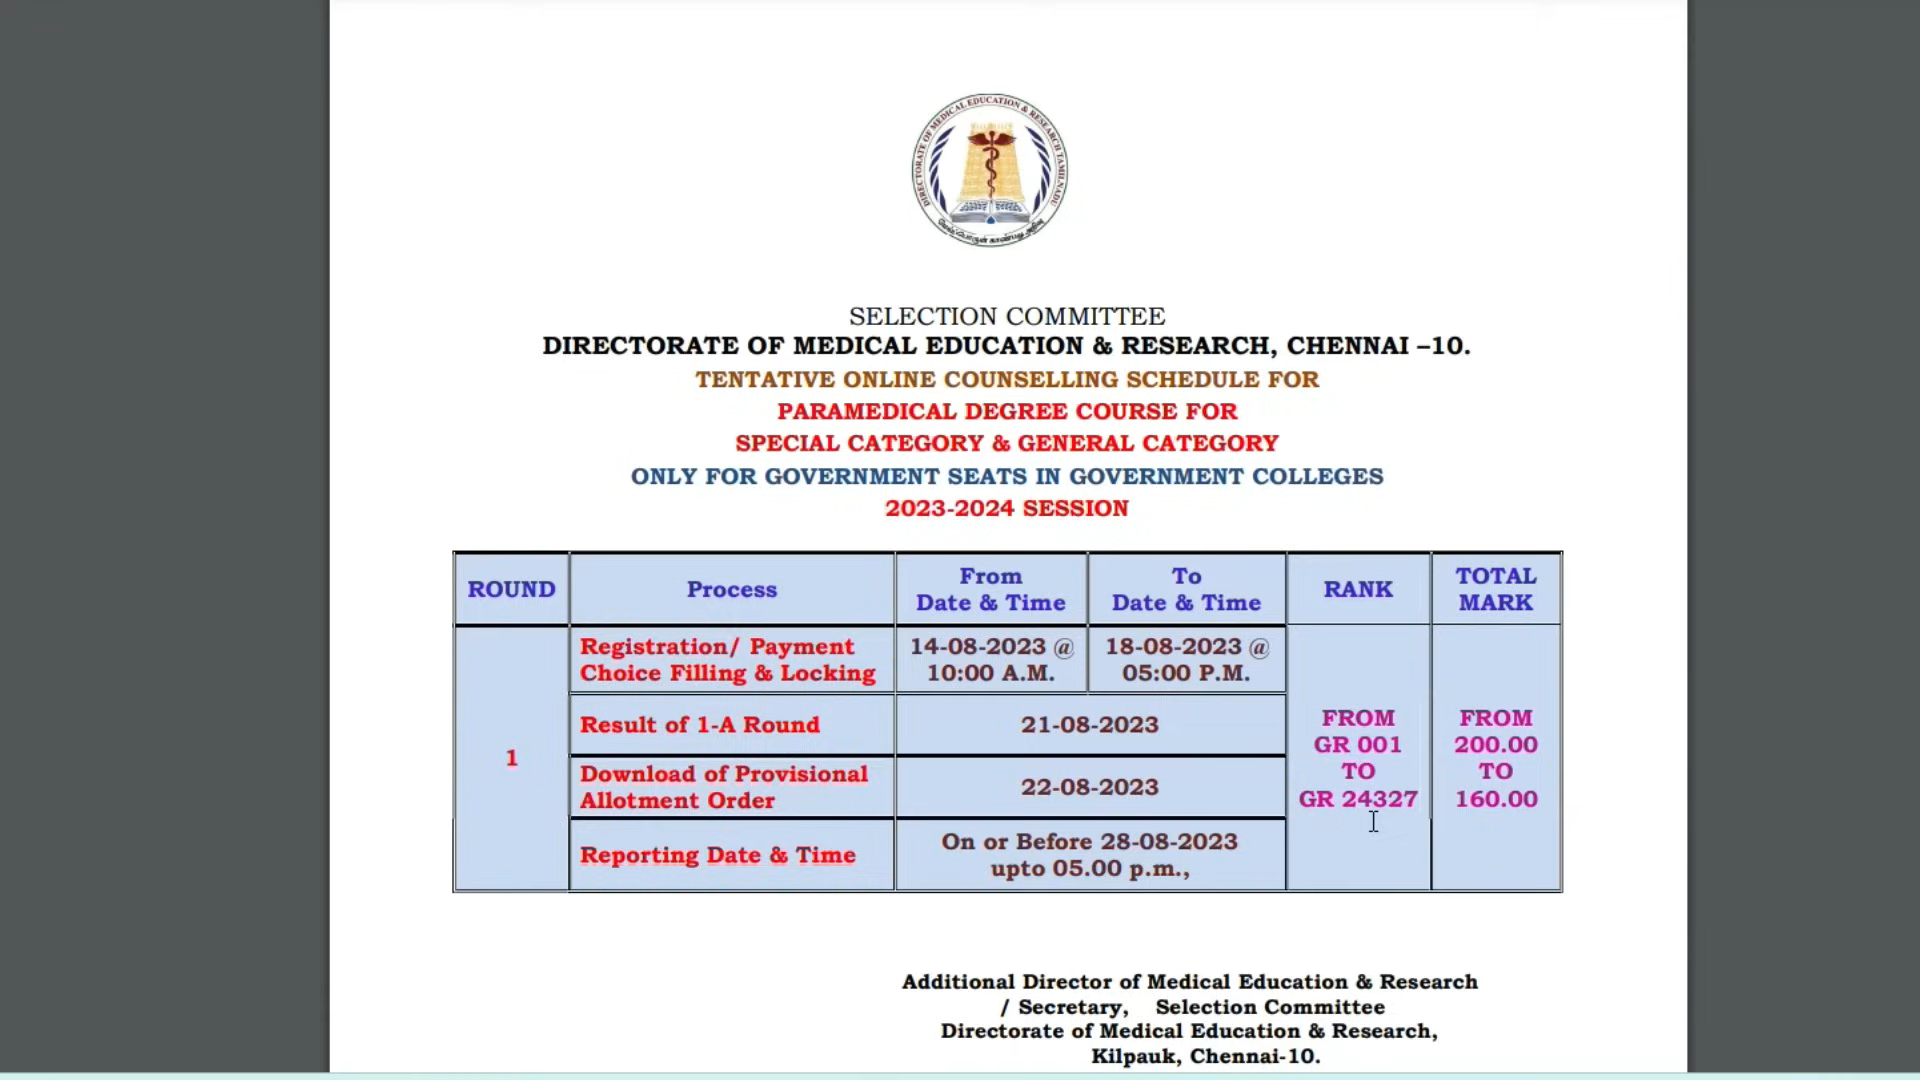 DIRECTORATE OF MEDICAL EDUCATION & RESEARCH TAMILNADU
SELECTION COMMITTEE
DIRECTORATE OF MEDICAL EDUCATION & RESEARCH, CHENNAI –10.
TENTATIVE ONLINE COUNSELLING SCHEDULE FOR
PARAMEDICAL DEGREE COURSE FOR
SPECIAL CATEGORY & GENERAL CATEGORY
ONLY FOR GOVERNMENT SEATS IN GOVERNMENT COLLEGES
2023-2024 SESSION
ROUND
Process
From
Date & Time
To
Date & Time
RANK
TOTAL
MARK
1
Registration/ Payment
Choice Filling & Locking
14-08-2023 @
10:00 A.M.
18-08-2023 @
05:00 P.M.
Result of 1-A Round
21-08-2023
Download of Provisional
Allotment Order
22-08-2023
Reporting Date & Time
On or Before 28-08-2023
upto 05.00 p.m.,
FROM
GR 001
TO
GR 24327
FROM
200.00
TO
160.00
Additional Director of Medical Education & Research
/ Secretary, Selection Committee
Directorate of Medical Education & Research,
Kilpauk, Chennai-10.